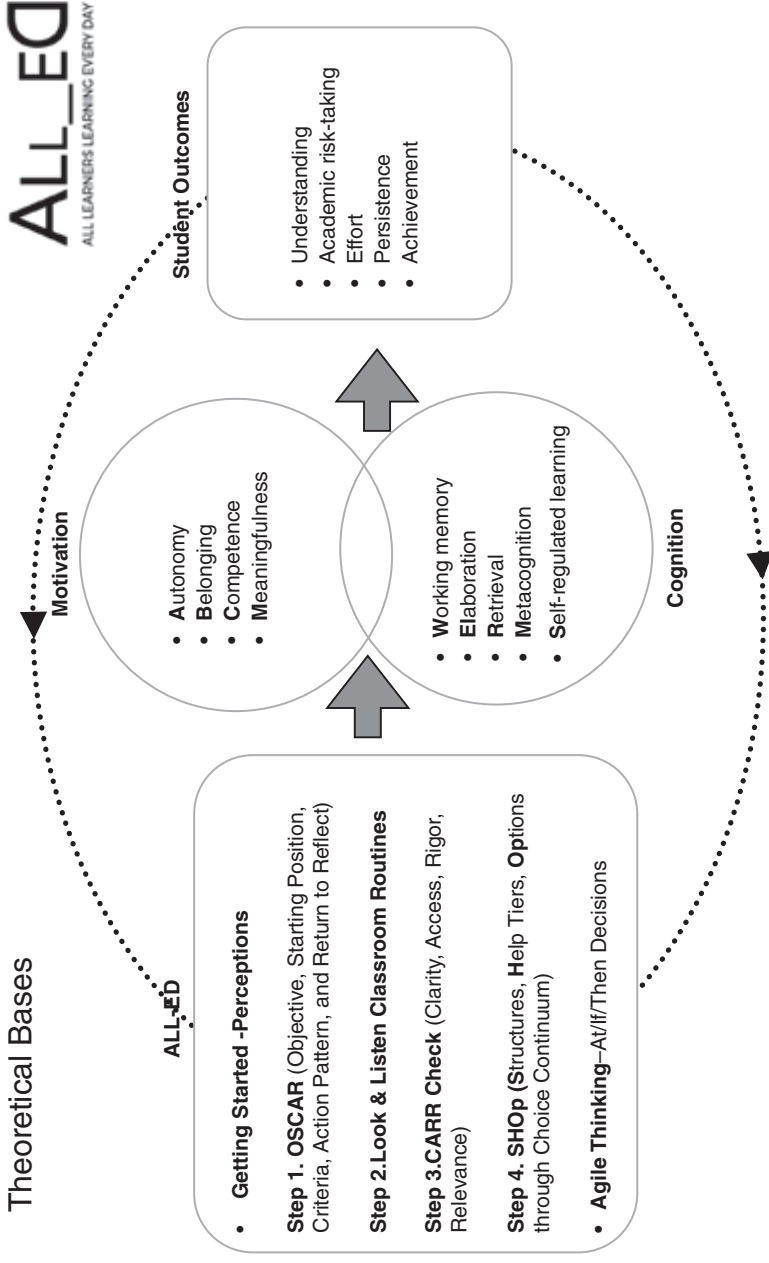 Theoretical Bases
ALL_ED
ALL LEARNERS LEARNING EVERY DAY
ALL-ED
• Getting Started -Perceptions
Step 1. OSCAR (Objective, Starting Position,
Criteria, Action Pattern, and Return to Reflect)
Step 2.Look & Listen Classroom Routines
Step 3.CARR Check (Clarity, Access, Rigor,
Relevance)
Step 4. SHOp (Structures, Help Tiers, Options
through Choice Continuum)
• Agile Thinking–At/If/Then Decisions
Motivation
• Autonomy
• Belonging
• Competence
• Meaningfulness
• Working memory
• Elaboration
• Retrieval
• Metacognition
• Self-regulated learning
Cognition
Student Outcomes
• Understanding
• Academic risk-taking
• Effort
• Persistence
• Achievement